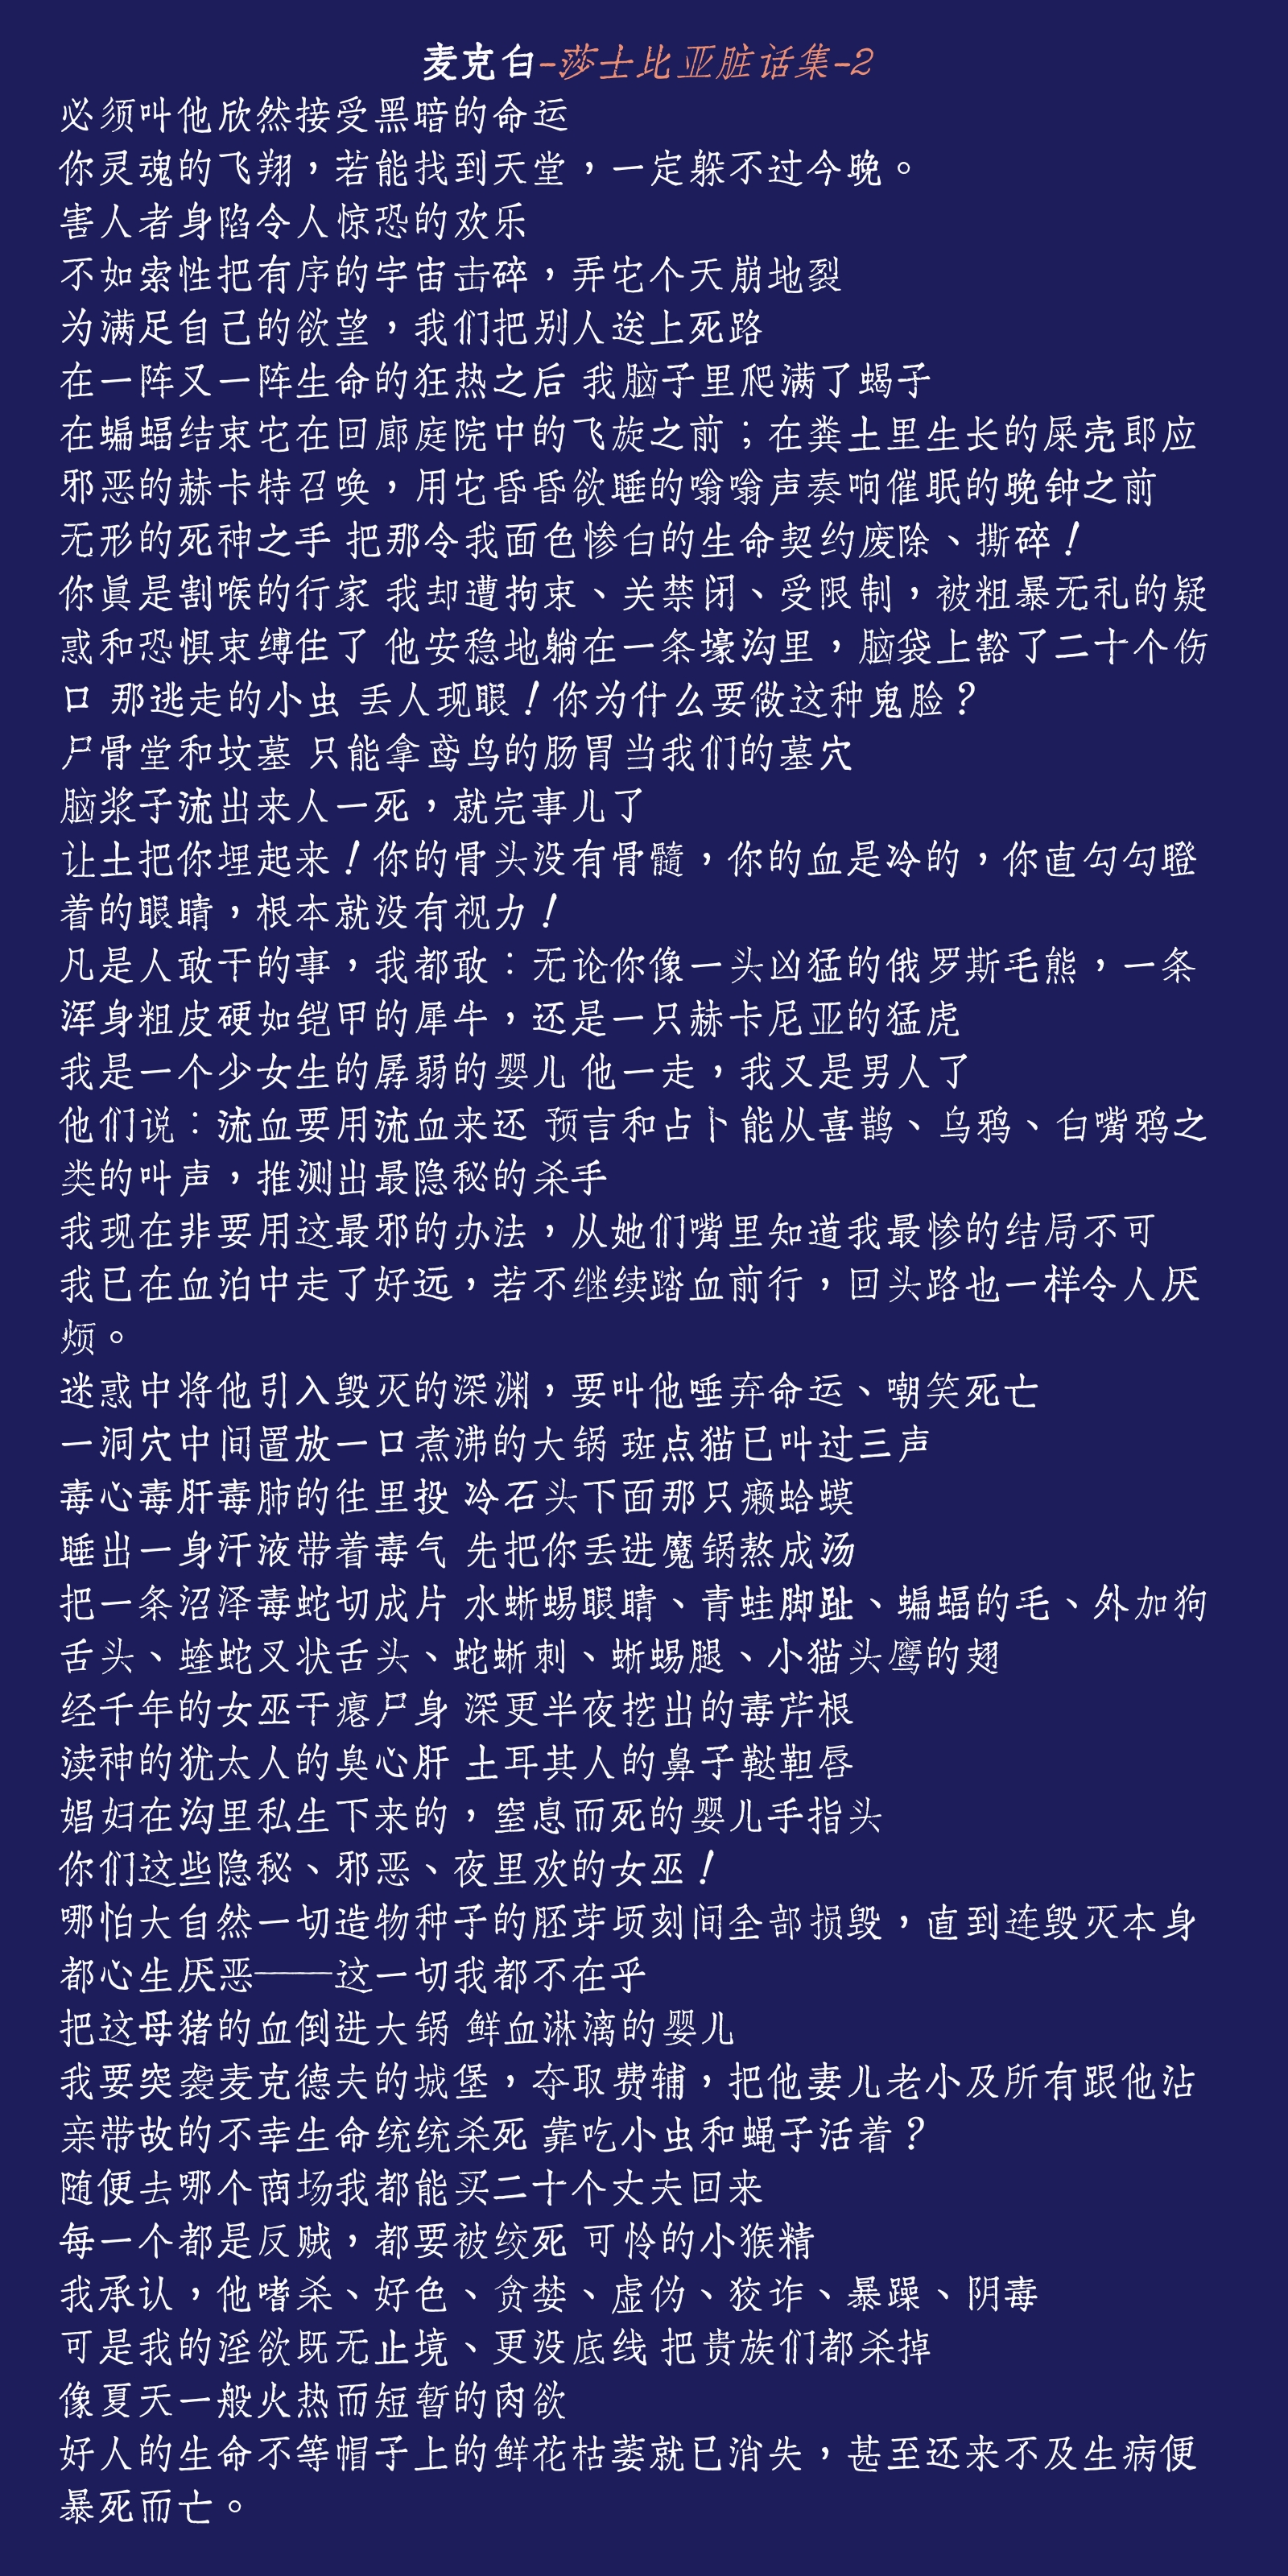 麦克白-莎士比亚脏话集-2
必须叫他欣然接受黑暗的命运
你灵魂的飞翔，若能找到天堂，一定躲不过今晚。
害人者身陷令人惊恐的欢乐
不如索性把有序的宇宙击碎，弄它个天崩地裂
为满足自己的欲望，我们把别人送上死路
在一阵又一阵生命的狂热之后 我脑子里爬满了蝎子
在蝙蝠结束它在回廊庭院中的飞旋之前；在粪土里生长的屎壳郎应
邪恶的赫卡特召唤，用它昏昏欲睡的嗡嗡声奏响催眠的晚钟之前
无形的死神之手 把那令我面色惨白的生命契约废除、撕碎！
你真是割喉的行家 我却遭拘束、关禁闭、受限制，被粗暴无礼的疑
惑和恐惧束缚住了 他安稳地躺在一条壕沟里，脑袋上豁了二十个伤
口 那逃走的小虫 丢人现眼！你为什么要做这种鬼脸？
尸骨堂和坟墓 只能拿鸢鸟的肠胃当我们的墓穴
脑浆子流出来人一死，就完事儿了
让土把你埋起来！你的骨头没有骨髓，你的血是冷的，你直勾勾瞪
着的眼睛，根本就没有视力！
凡是人敢干的事，我都敢：无论你像一头凶猛的俄罗斯毛熊，一条
浑身粗皮硬如铠甲的犀牛，还是一只赫卡尼亚的猛虎
我是一个少女生的孱弱的婴儿 他一走，我又是男人了
他们说：流血要用流血来还 预言和占卜能从喜鹊、乌鸦、白嘴鸦之
类的叫声，推测出最隐秘的杀手
我现在非要用这最邪的办法，从她们嘴里知道我最惨的结局不可
我已在血泊中走了好远，若不继续踏血前行，回头路也一样令人厌
烦。
迷惑中将他引入毁灭的深渊，要叫他唾弃命运、嘲笑死亡
一洞穴中间置放一口煮沸的大锅 斑点猫已叫过三声
毒心毒肝毒肺的往里投 冷石头下面那只癞蛤蟆
睡出一身汗液带着毒气 先把你丢进魔锅熬成汤
把一条沼泽毒蛇切成片 水蜥蜴眼睛、青蛙脚趾、蝙蝠的毛、外加狗
舌头、蝰蛇叉状舌头、蛇蜥刺、蜥蜴腿、小猫头鹰的翅
经千年的女巫干瘪尸身 深更半夜挖出的毒芹根
渎神的犹太人的臭心肝 土耳其人的鼻子鞑靼唇
娼妇在沟里私生下来的，窒息而死的婴儿手指头
你们这些隐秘、邪恶、夜里欢的女巫！
哪怕大自然一切造物种子的胚芽顷刻间全部损毁，直到连毁灭本身
都心生厌恶——这一切我都不在乎
把这母猪的血倒进大锅 鲜血淋漓的婴儿
我要突袭麦克德夫的城堡，夺取费辅，把他妻儿老小及所有跟他沾
亲带故的不幸生命统统杀死 靠吃小虫和蝇子活着？
随便去哪个商场我都能买二十个丈夫回来
每一个都是反贼，都要被绞死 可怜的小猴精
我承认，他嗜杀、好色、贪婪、虚伪、狡诈、暴躁、阴毒
可是我的淫欲既无止境、更没底线 把贵族们都杀掉
像夏天一般火热而短暂的肉欲
好人的生命不等帽子上的鲜花枯萎就已消失，甚至还来不及生病便
暴死而亡。